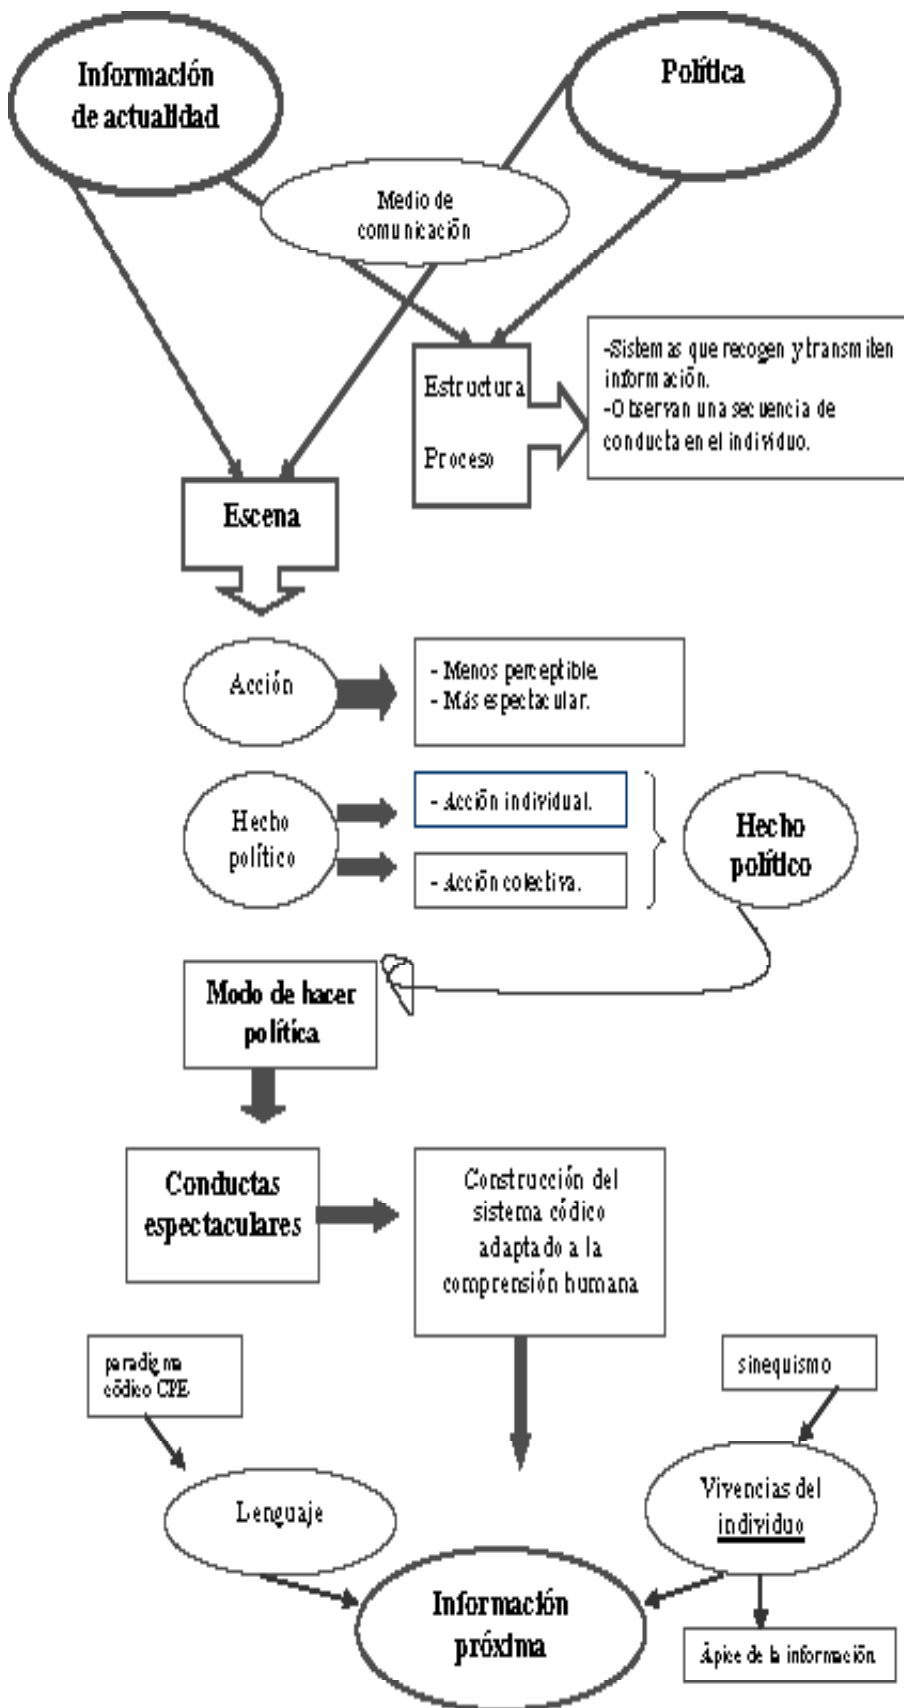 Información
de actualidad
Política
Medio de
comunicación
-Sistemas que recogen y transmiten
información.
-Observan una secuencia de
conducta en el individuo.
Estructura
Proceso
Escena
Acción
- Menos perceptible.
- Más espectacular.
Hecho
político
- Acción individual.
- Acción colectiva.
Hecho
político
Modo de hacer
política
Conductas
espectaculares
Construcción del
sistema códico
adaptado a la
comprensión humana
paradigma
códico CPE
sinequismo
Lenguaje
Vivencias del
individuo
Información
próxima
Ápice de la información